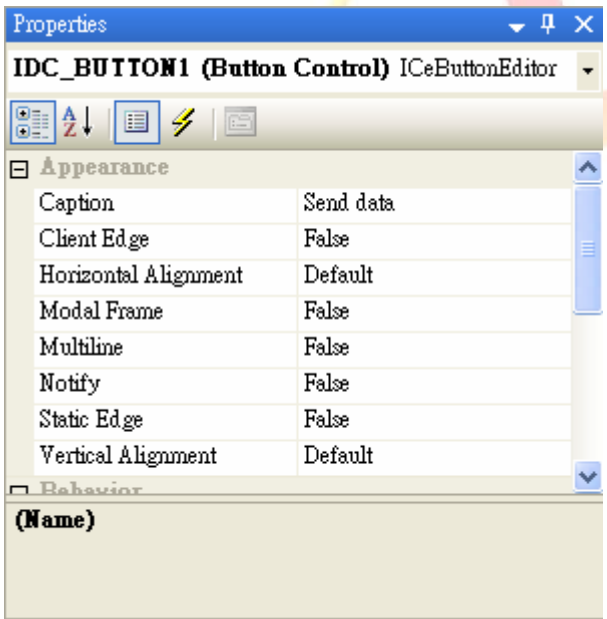 Properties
IDC_BUTTON1 (Button Control) ICeButtonEditor
Appearance
Caption Send data
Client Edge False
Horizontal Alignment Default
Modal Frame False
Multiline False
Notify False
Static Edge False
Vertical Alignment Default
Behavior
(Name)